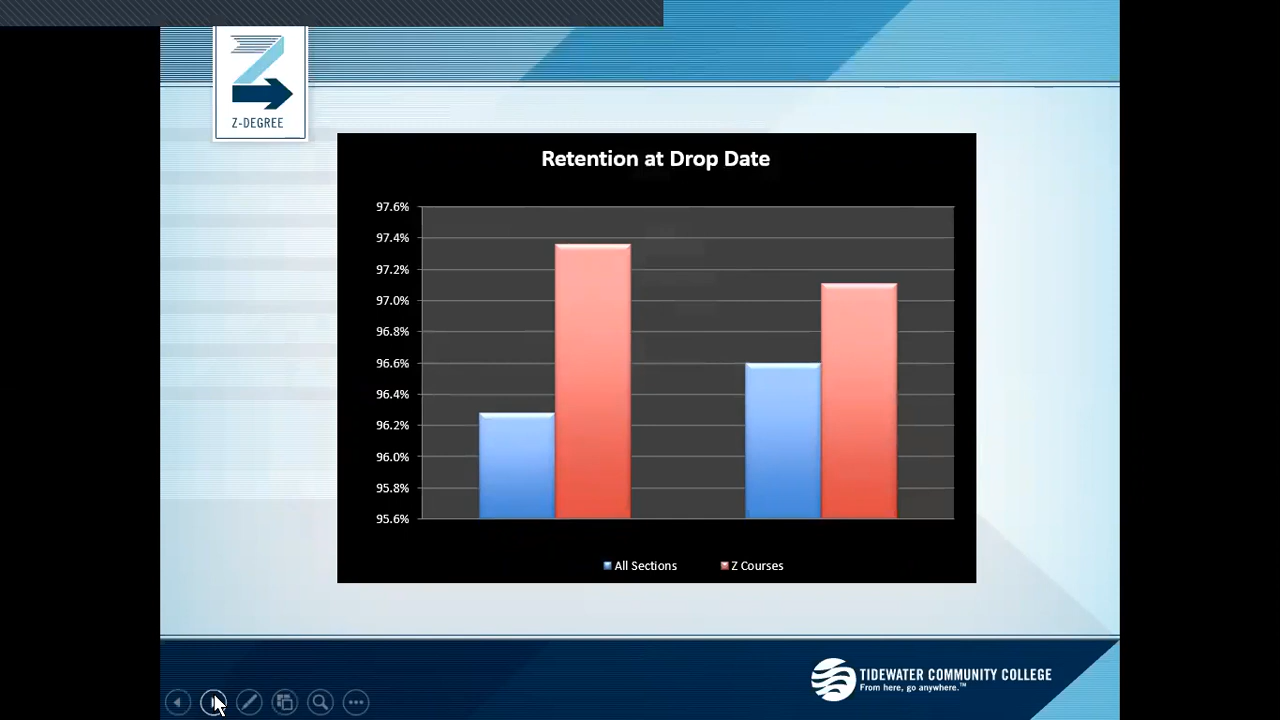 Z-DEGREE
Retention at Drop Date
97.6%
97.4%
97.2%
97.0%
96.8%
96.6%
96.4%
96.2%
96.0%
95.8%
95.6%
All Sections
Z Courses
TIDEWATER COMMUNITY COLLEGE
From here, go anywhere.™